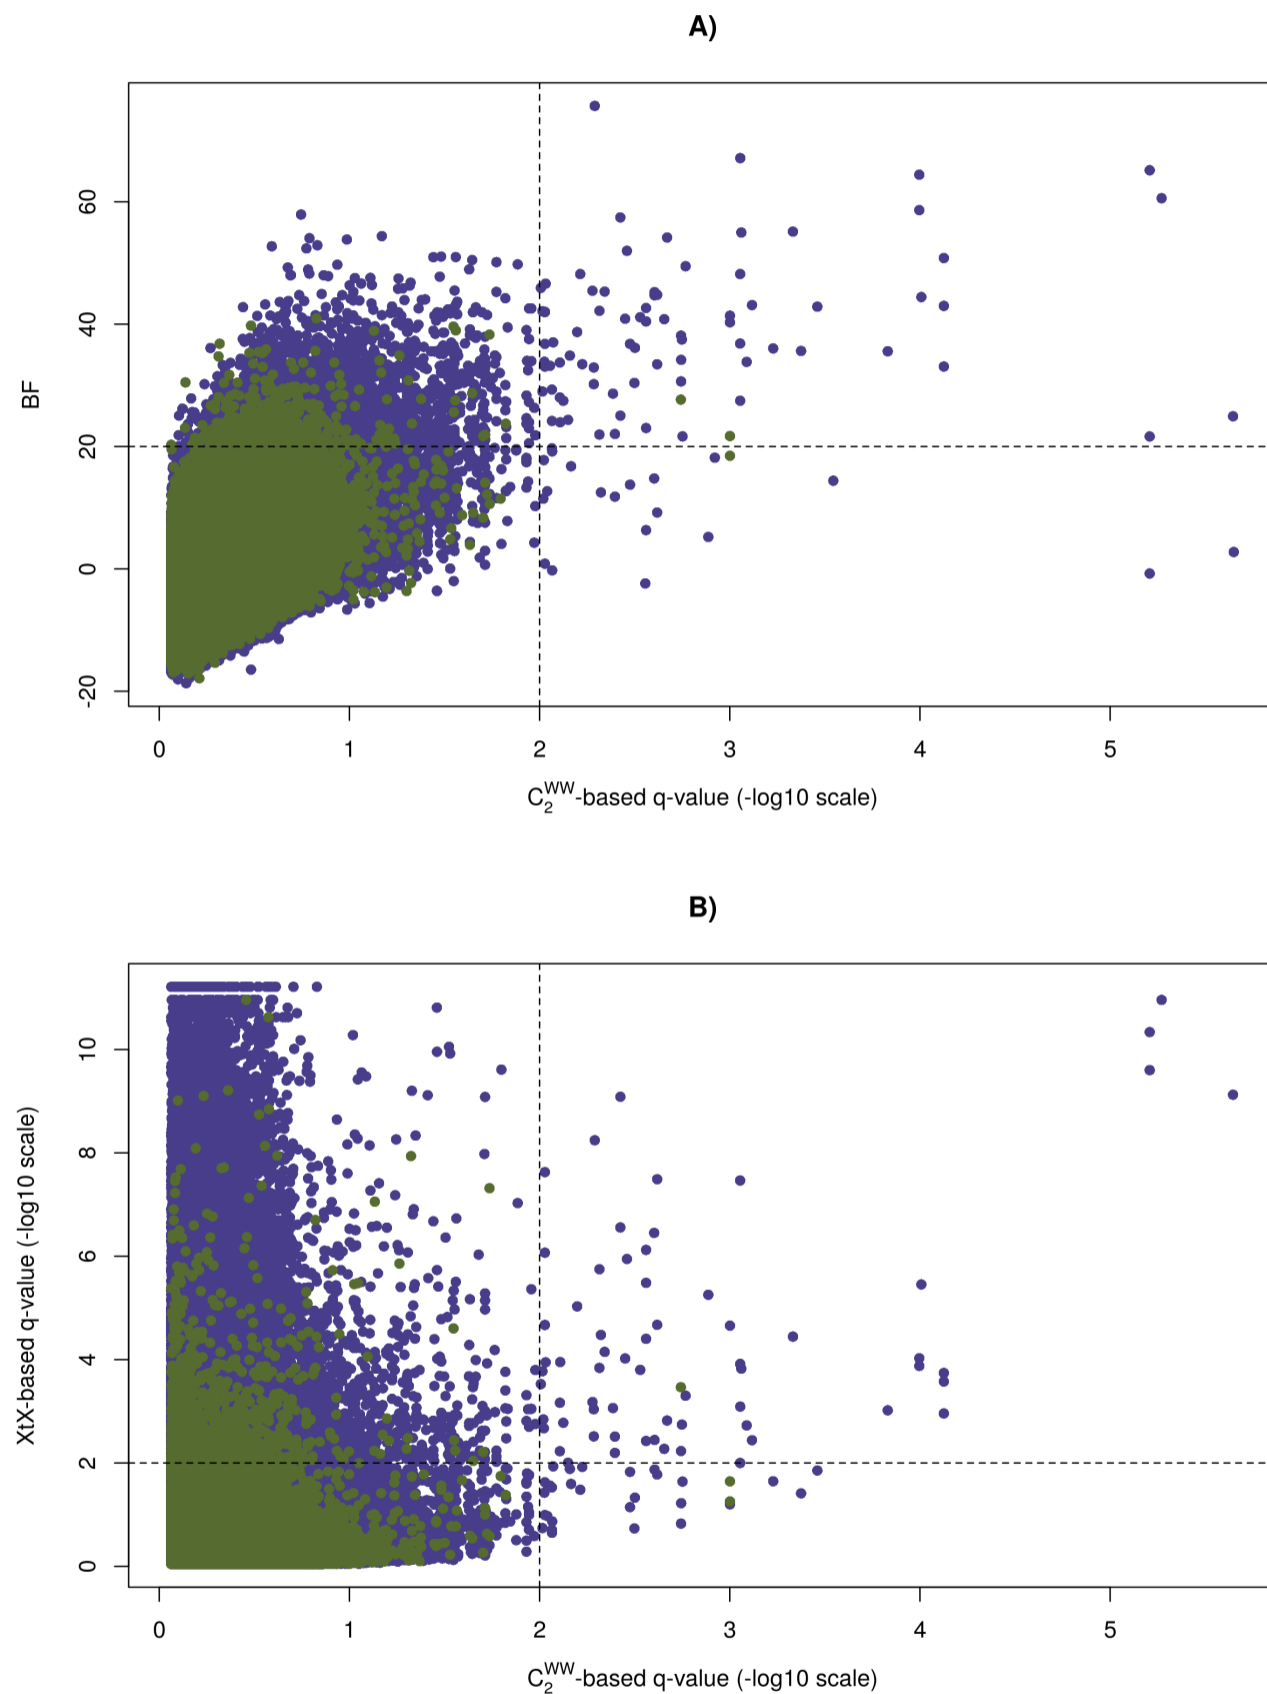 A)
60
40
20
0
-20
BF
0 1 2 3 4 5
C₂ᵂᵂ-based q-value (-log10 scale)
B)
10
8
6
4
2
0
XtX-based q-value (-log10 scale)
0 1 2 3 4 5
C₂ᵂᵂ-based q-value (-log10 scale)